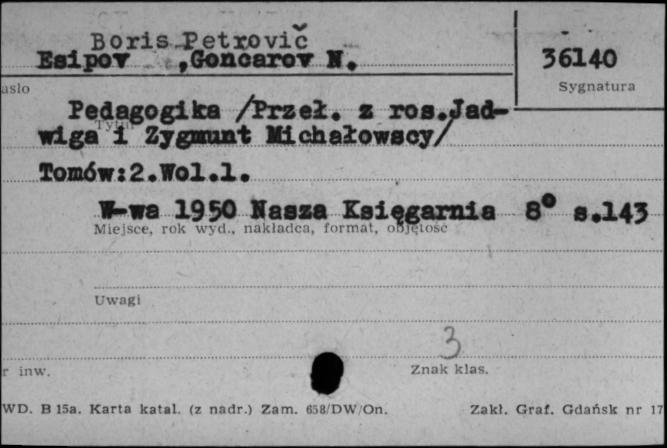 Boris Petrovič
Esipov ,Goncarov N.
36140
Sygnatura
asło
Pedagogika /Przeł. z ros.Jad-
Tytuł
wiga i Zygmunt Michałowscy/
Tomów:2.Wol.1.
W-wa 1950 Nasza Księgarnia 8° s.143
Miejsce, rok wyd., nakładca, format, objętość
Uwagi
3
r inw.
Znak klas.
WD. B 15a. Karta katal. (z nadr.) Zam. 658/DW/On.
Zakł. Graf. Gdańsk nr 17